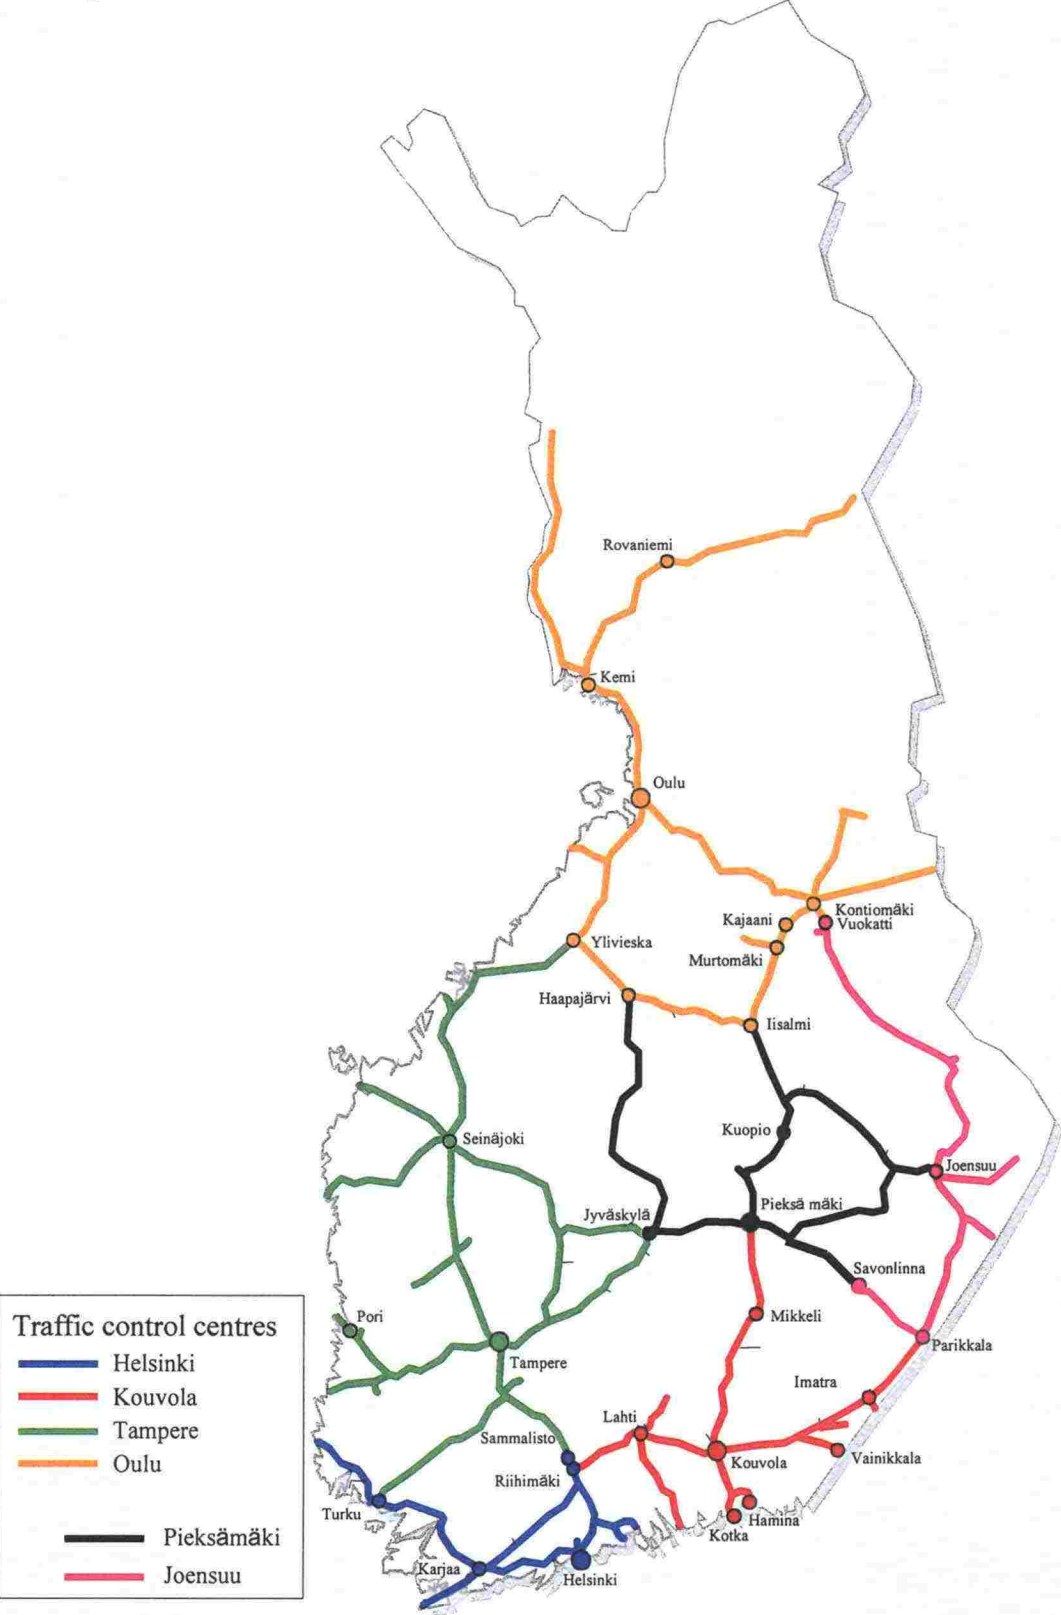 Rovaniemi
Kemi
Oulu
Kontiomäki
Vuokatti
Kajaani
Murtomäki
Ylivieska
Haapajärvi
Iisalmi
Kuopio
Seinäjoki
Joensuu
Pieksä mäki
Jyväskylä
Savonlinna
Mikkeli
Parikkala
Pori
Tampere
Imatra
Lahti
Sammalisto
Kouvola
Vainikkala
Riihimäki
Turku
Hamina
Kotka
Karjaa
Helsinki
Traffic control centres
Helsinki
Kouvola
Tampere
Oulu
Pieksämäki
Joensuu